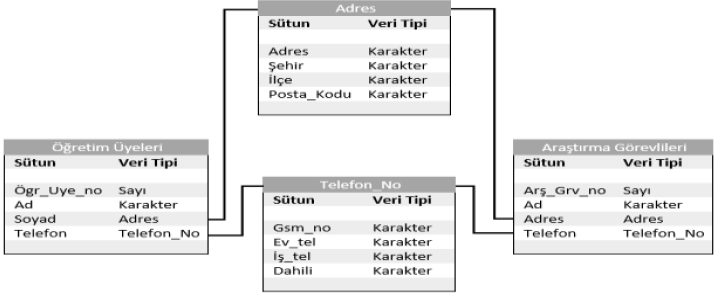 Adres
Sütun Veri Tipi
Adres Karakter
Şehir Karakter
İlçe Karakter
Posta_Kodu Karakter
Öğretim Üyeleri
Sütun Veri Tipi
Ögr_Uye_no Sayı
Ad Karakter
Soyad Adres
Telefon Telefon_No
Telefon_No
Sütun Veri Tipi
Gsm_no Karakter
Ev_tel Karakter
İş_tel Karakter
Dahili Karakter
Araştırma Görevlileri
Sütun Veri Tipi
Arş_Grv_no Sayı
Ad Karakter
Adres Adres
Telefon Telefon_No